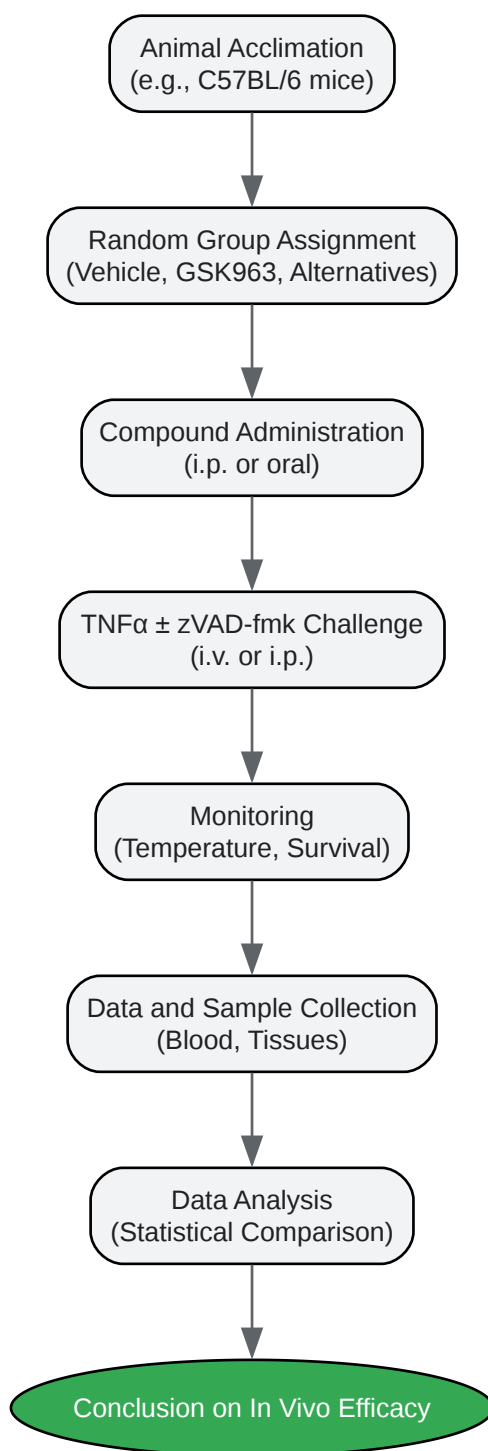 Animal Acclimation
(e.g., C57BL/6 mice)
Random Group Assignment
(Vehicle, GSK963, Alternatives)
Compound Administration
(i.p. or oral)
TNFα ± zVAD-fmk Challenge
(i.v. or i.p.)
Monitoring
(Temperature, Survival)
Data and Sample Collection
(Blood, Tissues)
Data Analysis
(Statistical Comparison)
Conclusion on In Vivo Efficacy